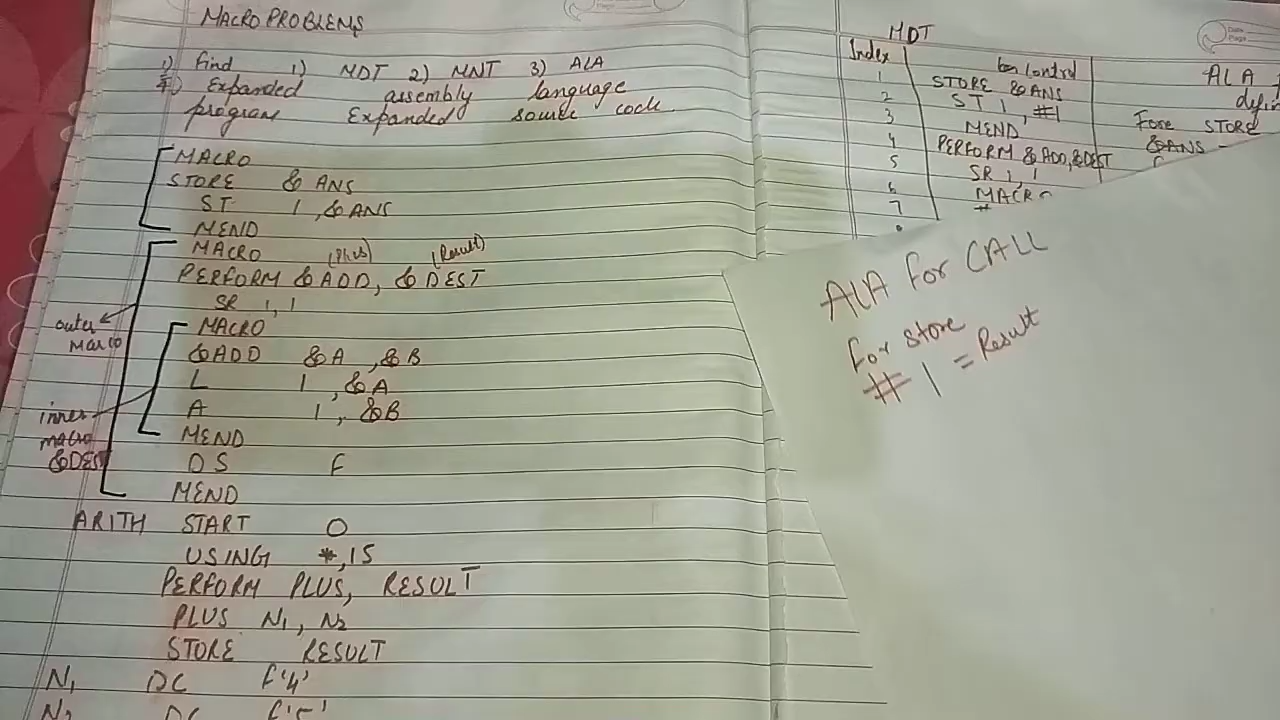 MACRO PROBLEMS
i) find 1) MDT 2) MNT 3) ALA
ii) Expanded assembly language
program Expanded source code
MACRO
STORE &ANS
ST 1, &ANS
MEND
MACRO (Plus) (Result)
PERFORM &ADD, &DEST
SR 1,1
outer Macro
MACRO
&ADD &A, &B
L 1, &A
A 1, &B
inner macro
&DEST
MEND
DS F
MEND
ARITH START 0
USING *,15
PERFORM PLUS, RESULT
PLUS N1, N2
STORE RESULT
N1 DC F'4'
N2 DC F'5'
MDT
Index
ALA
1 STORE &ANS
2 ST 1, #1
3 MEND
4 PERFORM &ADD,&DEST
5 SR 1,1
6 MACRO
7 #
For STORE
&ANS -
ALA for CALL
For store
#1 = Result